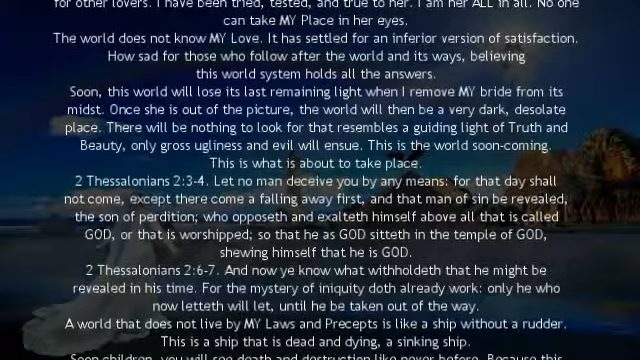 for other lovers. I have been tried, tested, and true to her. I am her ALL in all. No one
can take MY Place in her eyes.
The world does not know MY Love. It has settled for an inferior version of satisfaction.
How sad for those who follow after the world and its ways, believing
this world system holds all the answers.
Soon, this world will lose its last remaining light when I remove MY bride from its
midst. Once she is out of the picture, the world will then be a very dark, desolate
place. There will be nothing to look for that resembles a guiding light of Truth and
Beauty, only gross ugliness and evil will ensue. This is the world soon-coming.
This is what is about to take place.
2 Thessalonians 2:3-4. Let no man deceive you by any means: for that day shall
not come, except there come a falling away first, and that man of sin be revealed,
the son of perdition; who opposeth and exalteth himself above all that is called
GOD, or that is worshipped; so that he as GOD sitteth in the temple of GOD,
shewing himself that he is GOD.
2 Thessalonians 2:6-7. And now ye know what withholdeth that he might be
revealed in his time. For the mystery of iniquity doth already work: only he who
now letteth will let, until he be taken out of the way.
A world that does not live by MY Laws and Precepts is like a ship without a rudder.
This is a ship that is dead and dying, a sinking ship.
Soon children, you will see death and destruction like never before. Because this